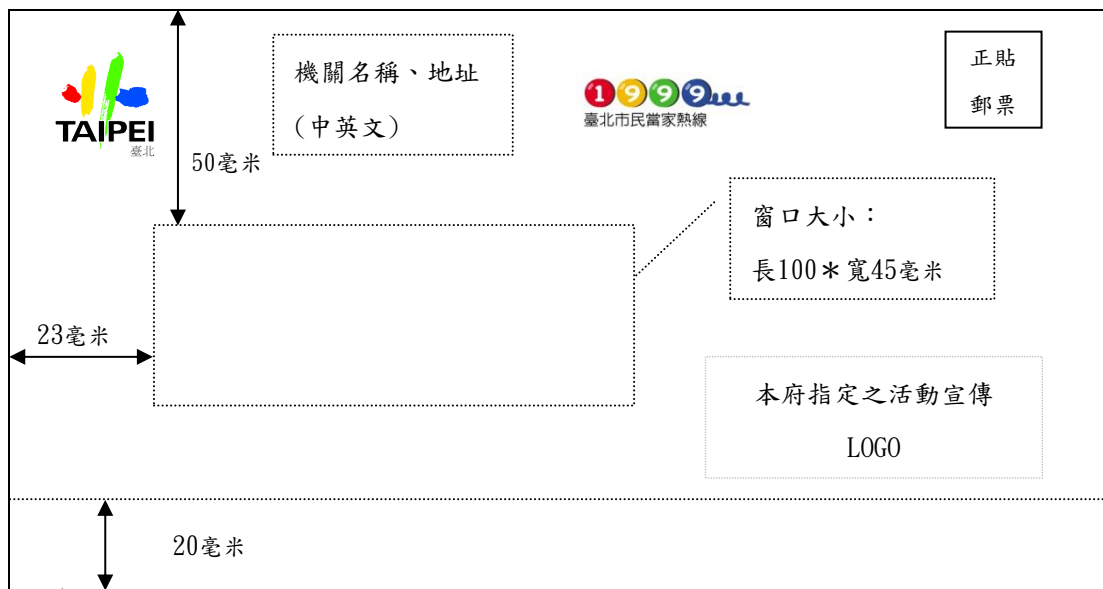 TAIPEI
臺北
50毫米
機關名稱、地址
(中英文)
1999
臺北市民當家熱線
正貼
郵票
窗口大小：
長100＊寬45毫米
23毫米
本府指定之活動宣傳
LOGO
20毫米